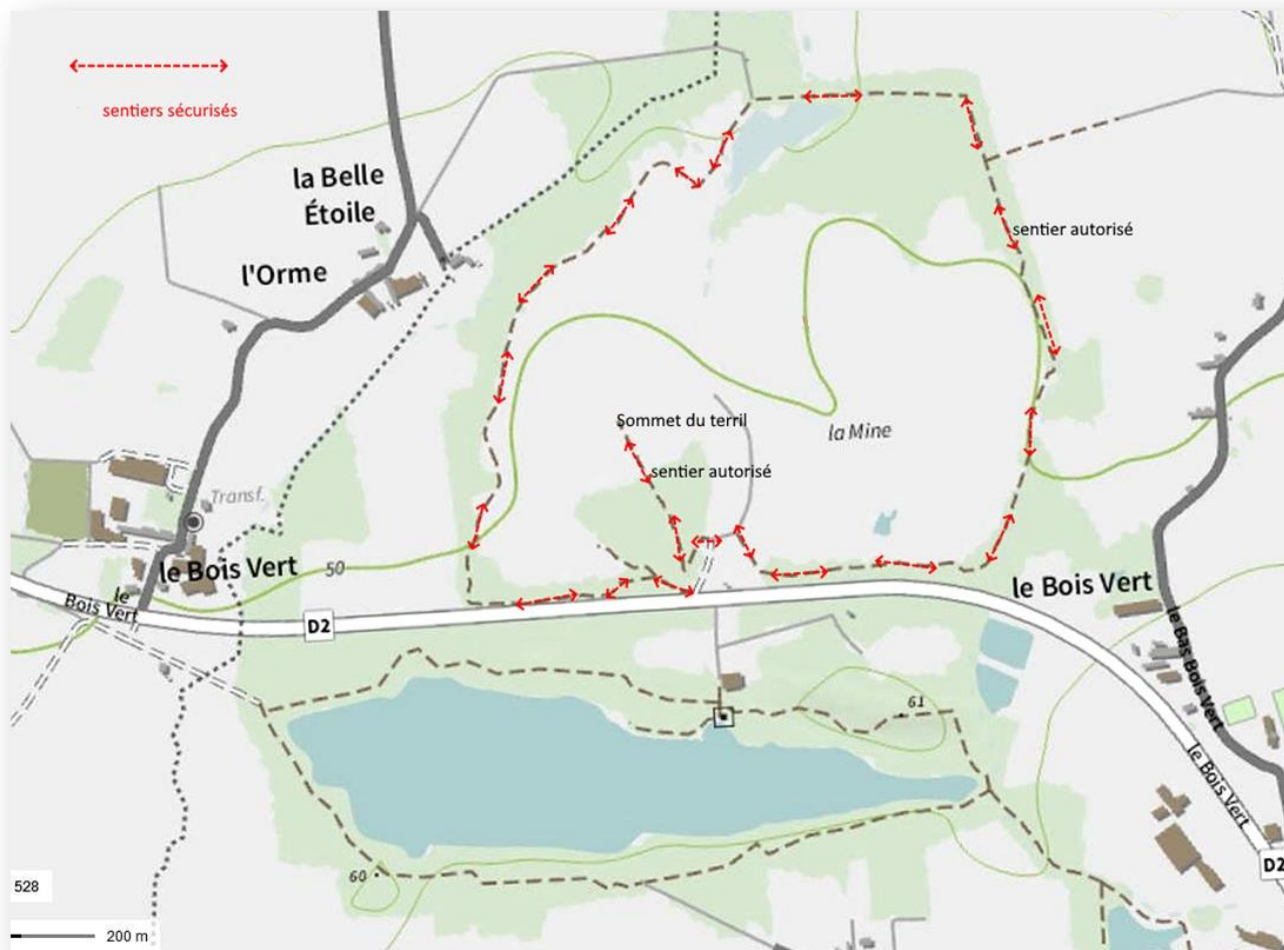 sentiers sécurisés
la Belle
Étoile
l'Orme
sentier autorisé
Sommet du terril
la Mine
sentier autorisé
Transf.
le Bois Vert
50
le
Bois Vert
D2
le Bois Vert
le Bas Bois Vert
61
le Bois Vert
60
D2
528
200 m